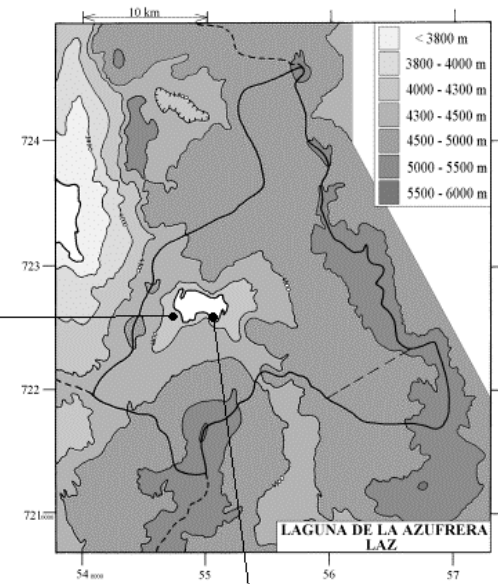 10 km
< 3800 m
3800 - 4000 m
4000 - 4300 m
4300 - 4500 m
4500 - 5000 m
5000 - 5500 m
5500 - 6000 m
724
723
722
721
LAGUNA DE LA AZUFRERA
LAZ
54 55 56 57